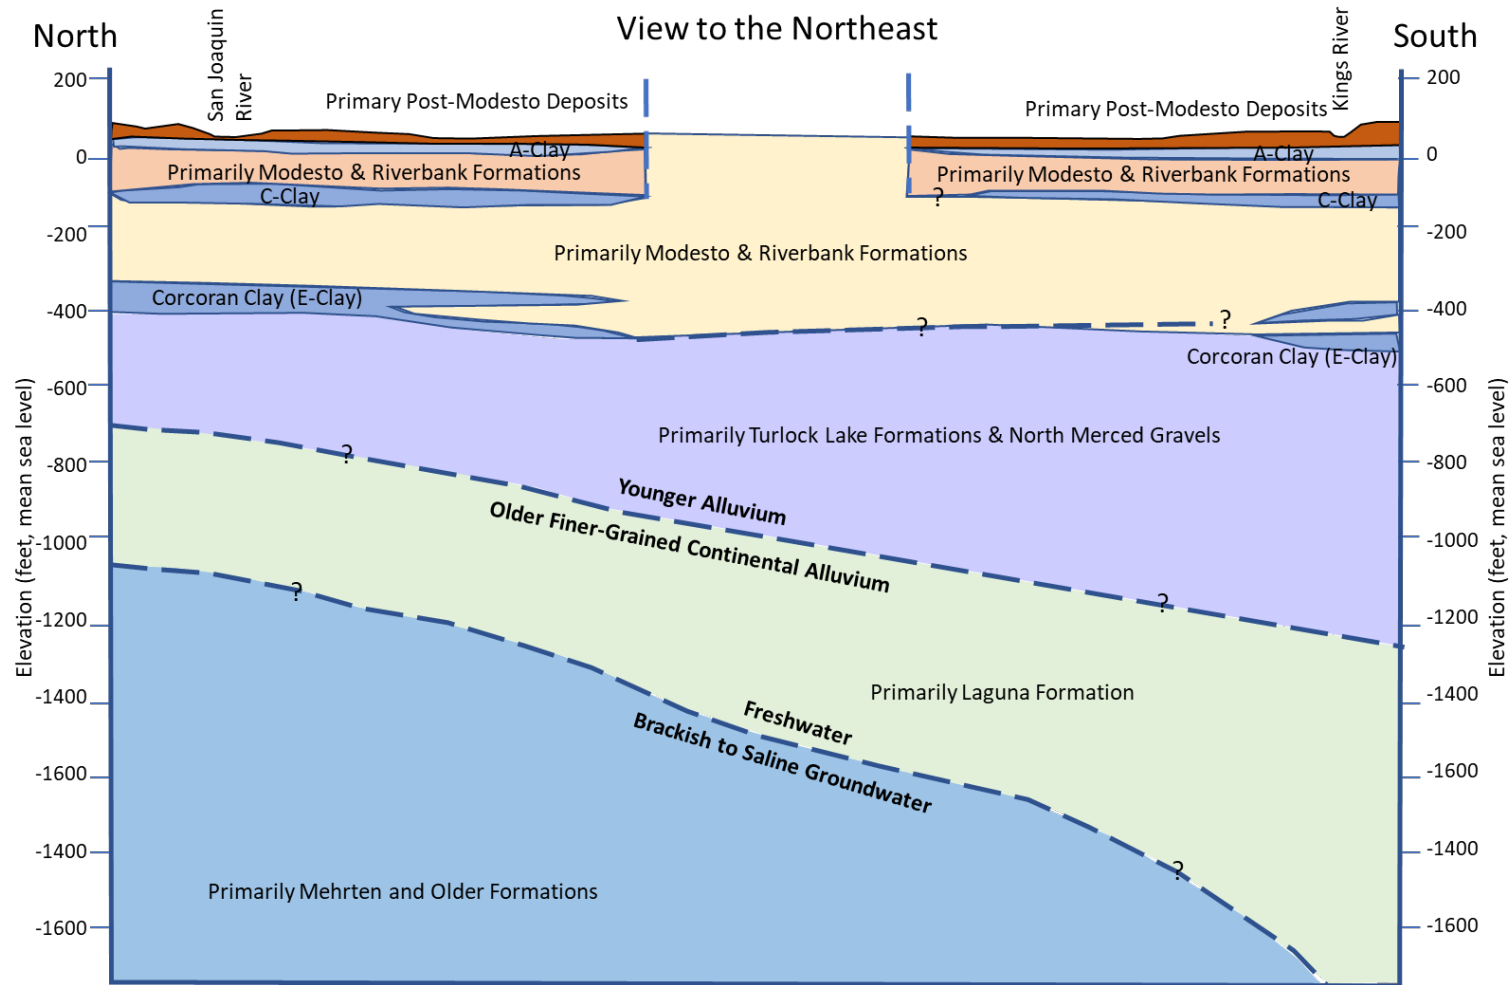 View to the Northeast
North
South
San Joaquin
River
Kings River
200
0
-200
-400
-600
-800
-1000
-1200
-1400
-1600
-1400
-1600
Elevation (feet, mean sea level)
Primary Post-Modesto Deposits
Primary Post-Modesto Deposits
A-Clay
A-Clay
Primarily Modesto & Riverbank Formations
Primarily Modesto & Riverbank Formations
C-Clay
?
C-Clay
Primarily Modesto & Riverbank Formations
Corcoran Clay (E-Clay)
?
?
Corcoran Clay (E-Clay)
Primarily Turlock Lake Formations & North Merced Gravels
?
Younger Alluvium
Older Finer-Grained Continental Alluvium
?
?
Primarily Laguna Formation
Freshwater
Brackish to Saline Groundwater
?
Primarily Mehrten and Older Formations
200
0
-200
-400
-600
-800
-1000
-1200
-1400
-1600
-1400
-1600
Elevation (feet, mean sea level)